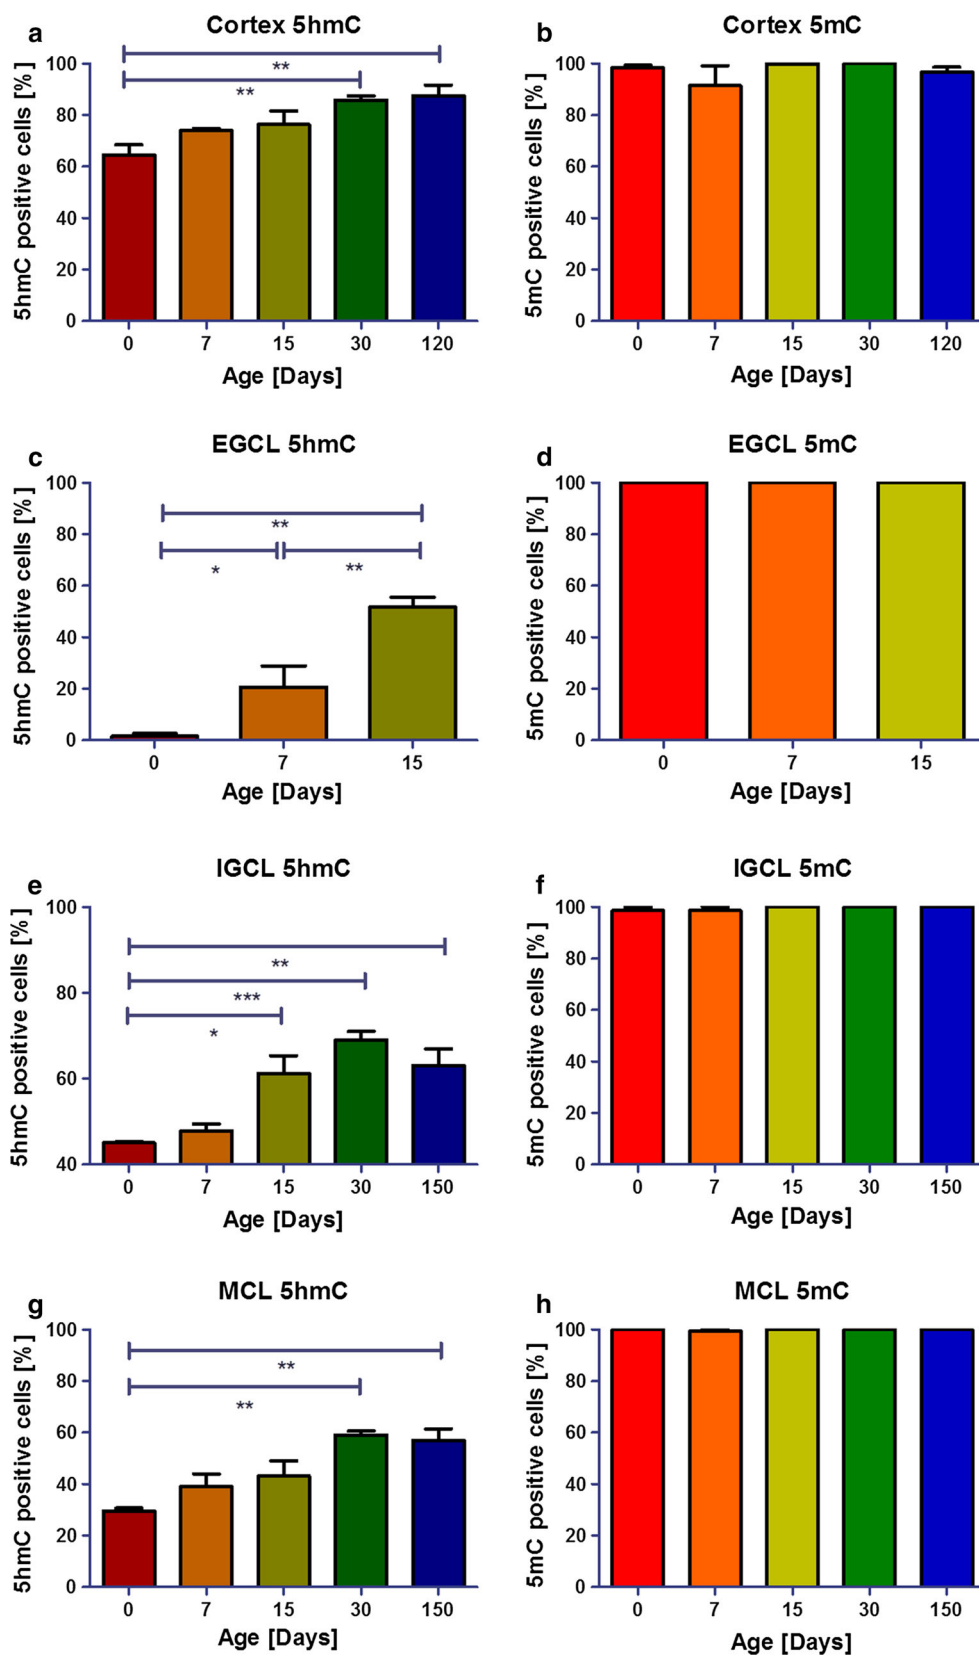 a
Cortex 5hmC
5hmC positive cells [%]
100
80
60
40
20
0
**
**
0 7 15 30 120
Age [Days]
b
Cortex 5mC
5mC positive cells [%]
100
80
60
40
20
0
0 7 15 30 120
Age [Days]
c
EGCL 5hmC
5hmC positive cells [%]
100
80
60
40
20
0
**
* **
0 7 15
Age [Days]
d
EGCL 5mC
5mC positive cells [%]
100
80
60
40
20
0
0 7 15
Age [Days]
e
IGCL 5hmC
5hmC positive cells [%]
100
80
60
40
**
***
*
0 7 15 30 150
Age [Days]
f
IGCL 5mC
5mC positive cells [%]
100
80
60
40
20
0
0 7 15 30 150
Age [Days]
g
MCL 5hmC
5hmC positive cells [%]
100
80
60
40
20
0
**
**
0 7 15 30 150
Age [Days]
h
MCL 5mC
5mC positive cells [%]
100
80
60
40
20
0
0 7 15 30 150
Age [Days]